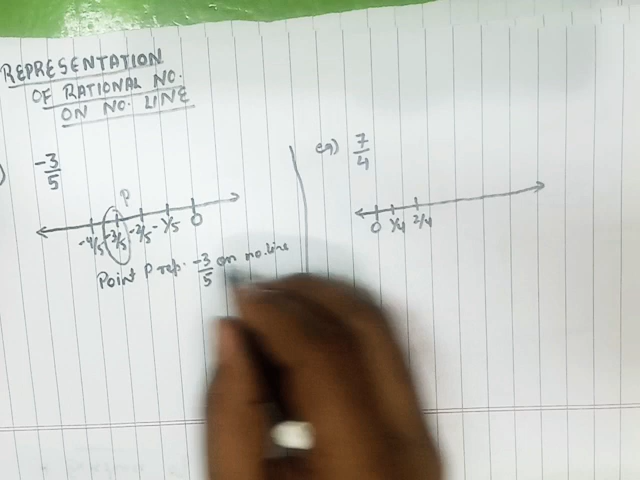 REPRESENTATION
OF RATIONAL NO.
ON NO. LINE
-3/5
P
-4/5 -3/5 -2/5 -1/5 0
Point P rep. -3/5 on no. line
eg) 7/4
0 1/4 2/4